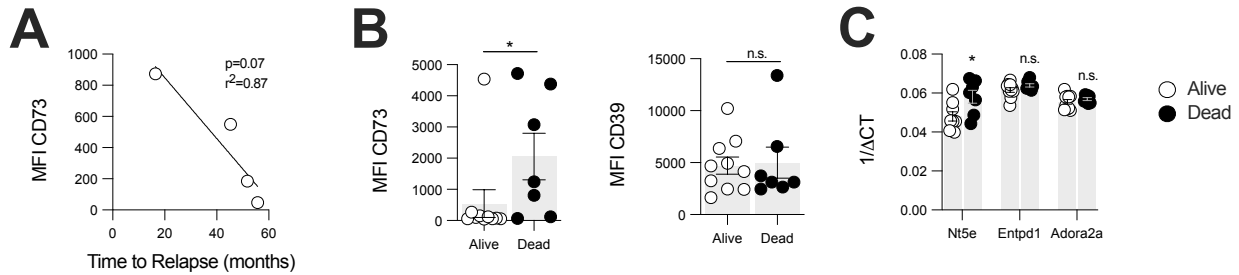 A
MFI CD73
1000
800
600
400
200
0
p=0.07
r²=0.87
0 20 40 60
Time to Relapse (months)
B
MFI CD73
5000
4000
3000
2000
1000
0
*
Alive Dead
MFI CD39
15000
10000
5000
0
n.s.
Alive Dead
C
1/ΔCT
0.08
0.06
0.04
0.02
0.00
* n.s. n.s.
Nt5e Entpd1 Adora2a
Alive
Dead